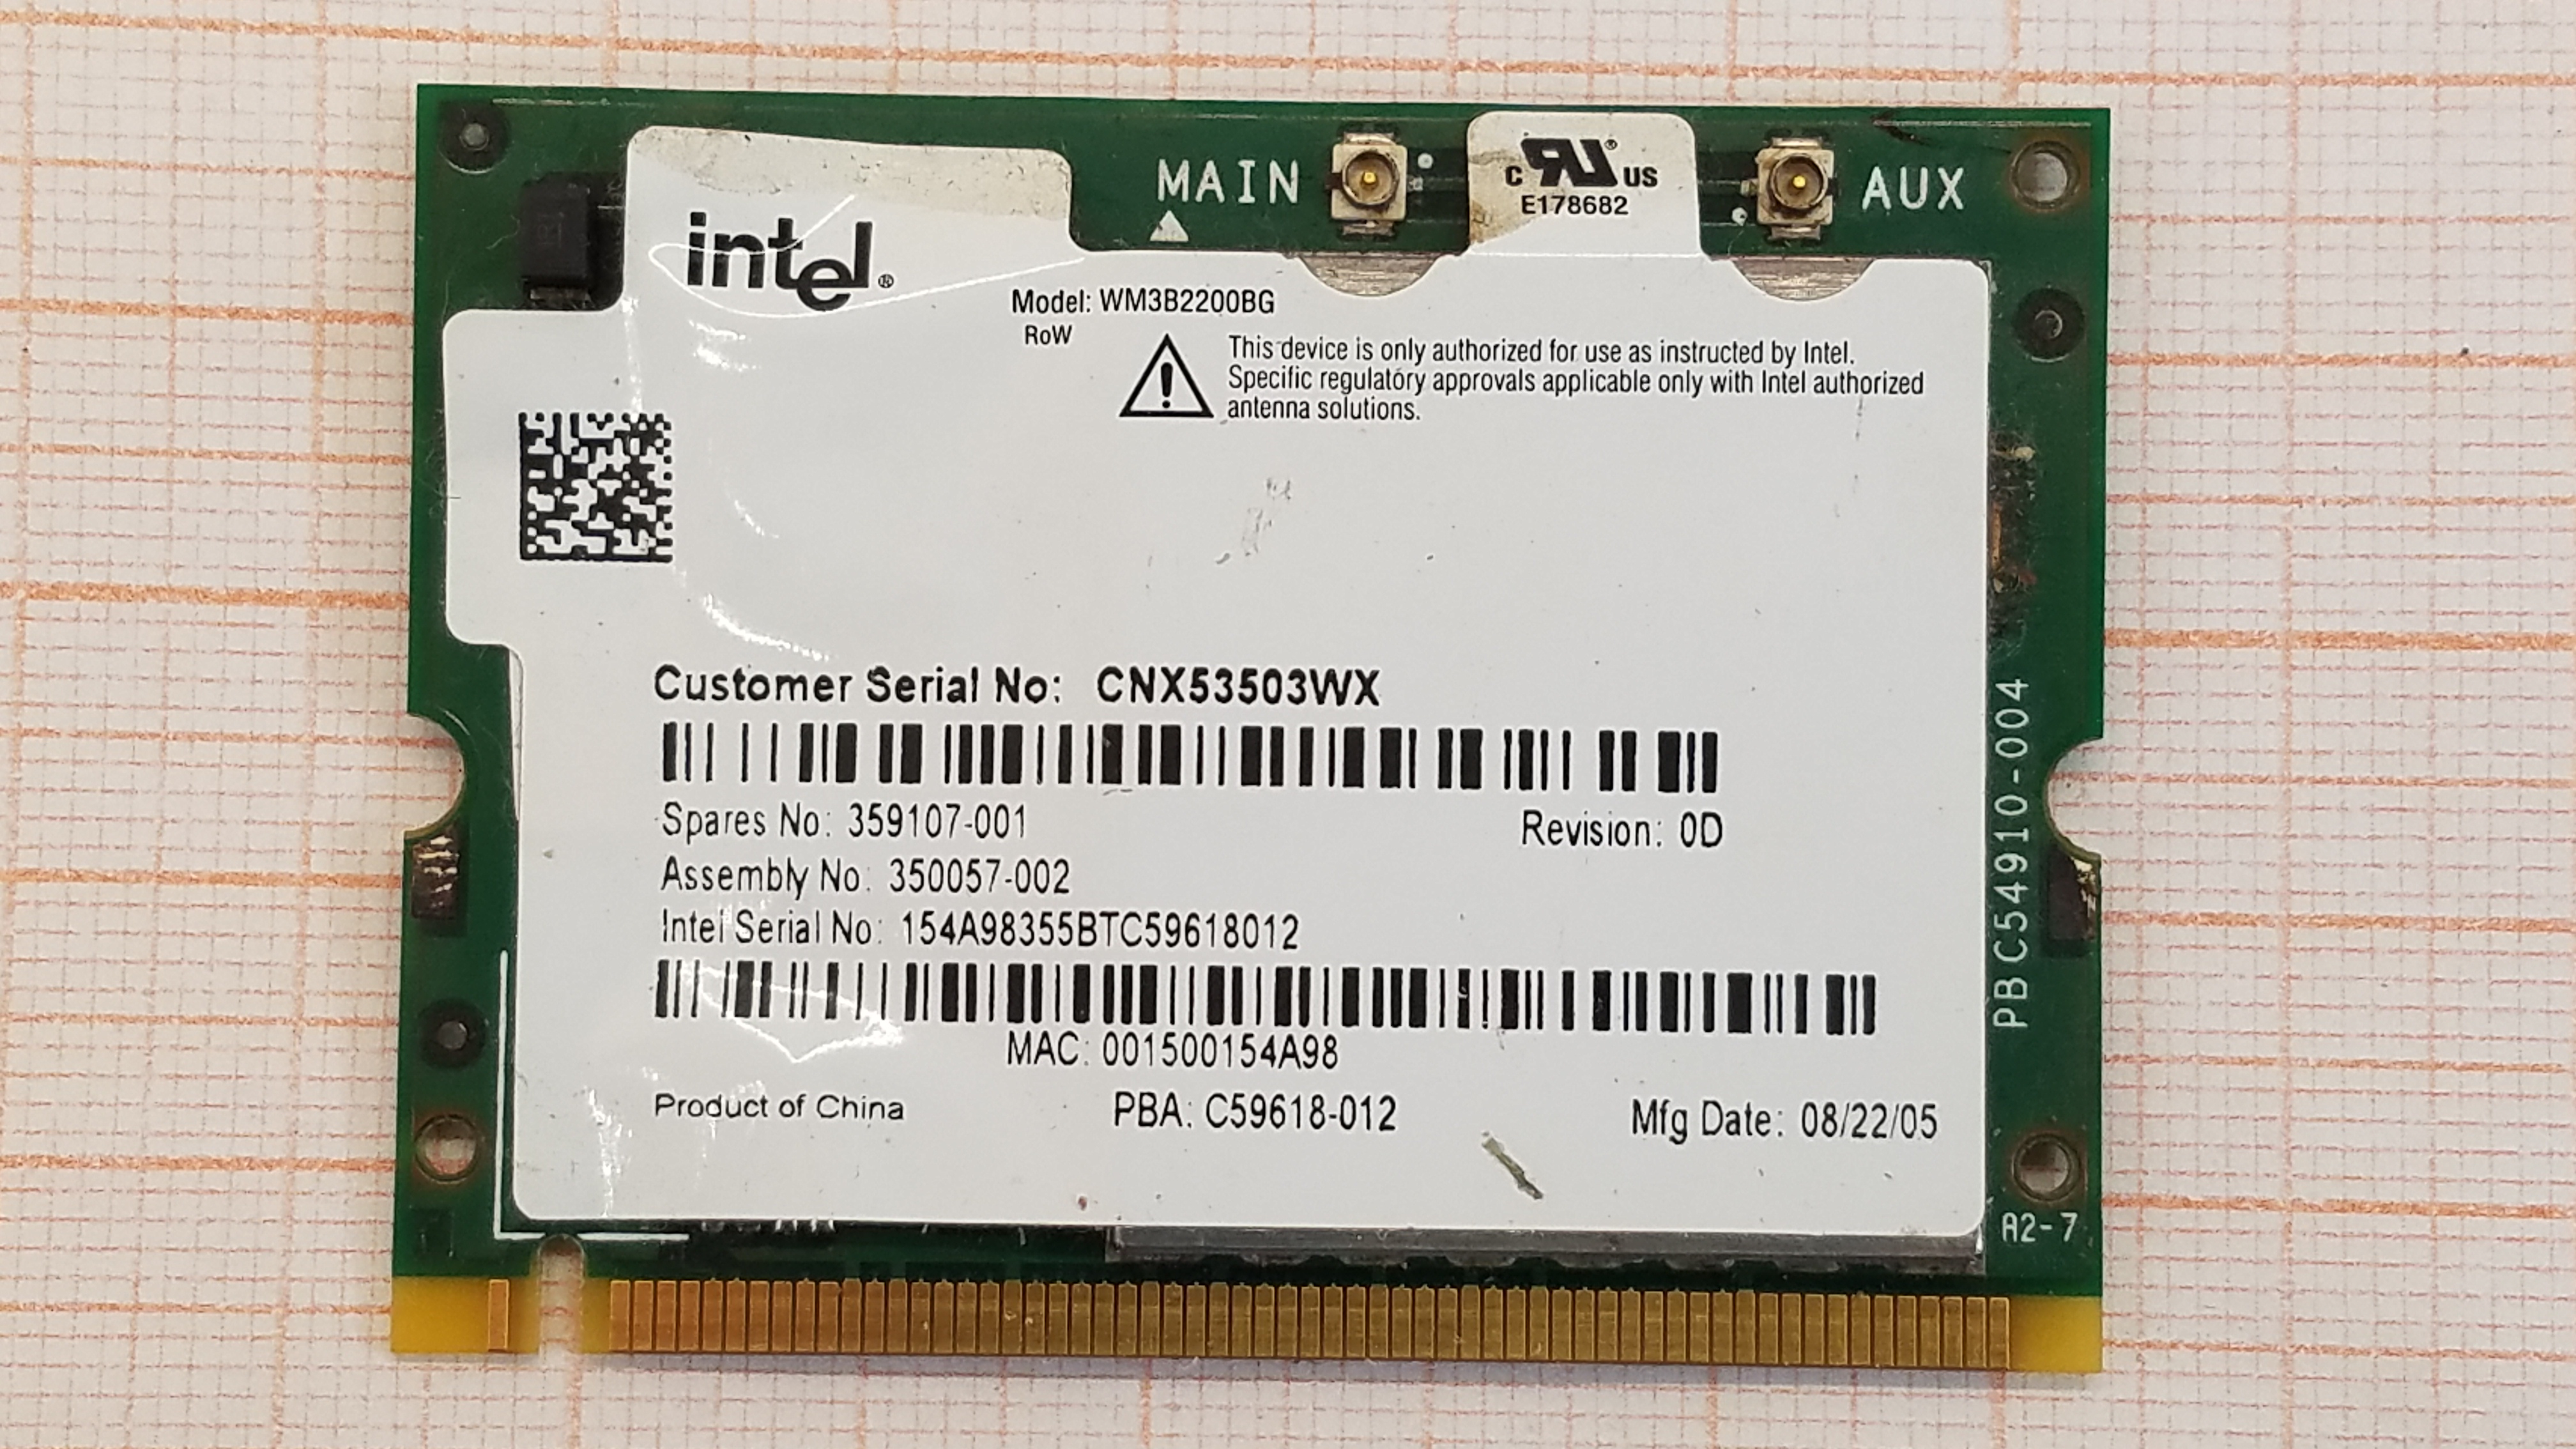 MAIN
c RU® US
AUX
E178682
intel®
Model: WM3B2200BG
RoW
This device is only authorized for use as instructed by Intel.
Specific regulatory approvals applicable only with Intel authorized
antenna solutions.
Customer Serial No: CNX53503WX
Spares No: 359107-001
Revision: 0D
Assembly No: 350057-002
Intel Serial No: 154A98355BTC59618012
MAC: 001500154A98
Product of China
PBA: C59618-012
Mfg Date: 08/22/05
PB C54910-004
A2-7